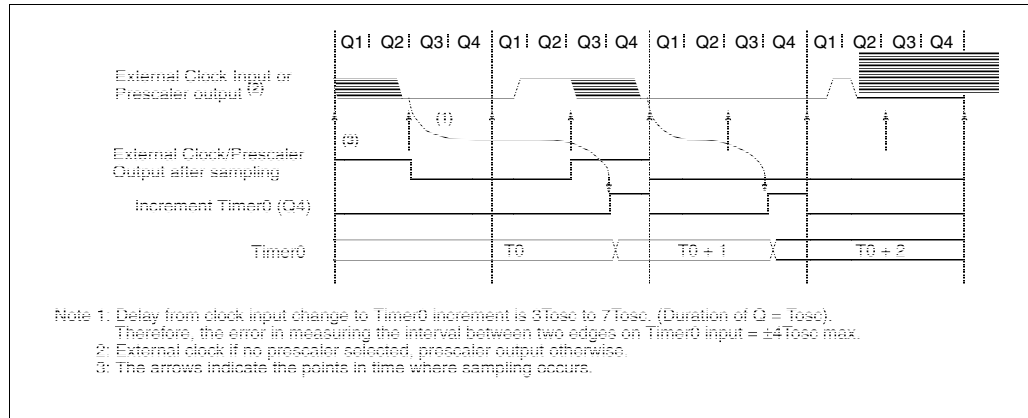 Q1 Q2 Q3 Q4 Q1 Q2 Q3 Q4 Q1 Q2 Q3 Q4 Q1 Q2 Q3 Q4
External Clock Input or
Prescaler output (2)
(1)
(3)
External Clock/Prescaler
Output after sampling
Increment Timer0 (Q4)
Timer0 T0 T0 + 1 T0 + 2
Note 1: Delay from clock input change to Timer0 increment is 3Tosc to 7Tosc. (Duration of Q = Tosc).
Therefore, the error in measuring the interval between two edges on Timer0 input = ±4Tosc max.
2: External clock if no prescaler selected, prescaler output otherwise.
3: The arrows indicate the points in time where sampling occurs.